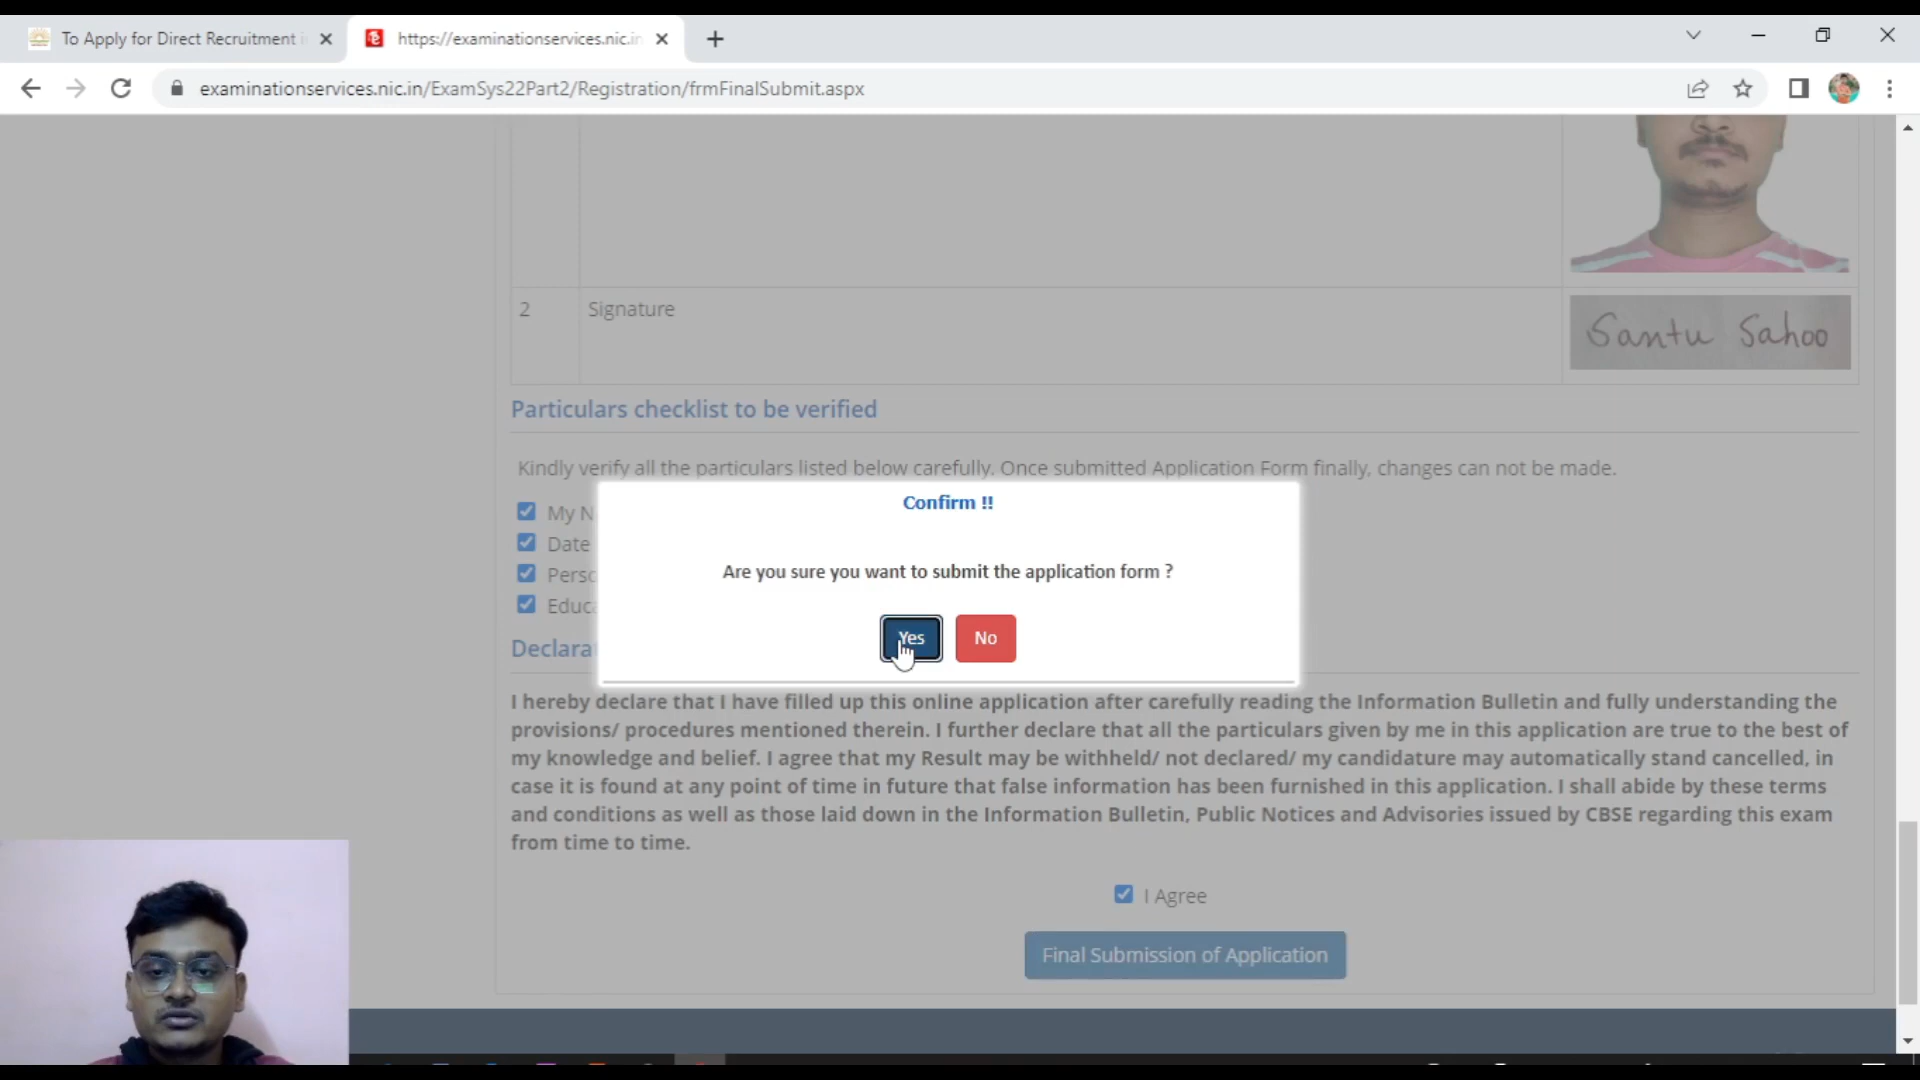 To Apply for Direct Recruitment i
https://examinationservices.nic.in
examinationservices.nic.in/ExamSys22Part2/Registration/frmFinalSubmit.aspx
2 Signature
Santu Sahoo
Particulars checklist to be verified
Kindly verify all the particulars listed below carefully. Once submitted Application Form finally, changes can not be made.
My N
Date
Perso
Educa
Confirm !!
Are you sure you want to submit the application form ?
Yes No
Declarat
I hereby declare that I have filled up this online application after carefully reading the Information Bulletin and fully understanding the
provisions/ procedures mentioned therein. I further declare that all the particulars given by me in this application are true to the best of
my knowledge and belief. I agree that my Result may be withheld/ not declared/ my candidature may automatically stand cancelled, in
case it is found at any point of time in future that false information has been furnished in this application. I shall abide by these terms
and conditions as well as those laid down in the Information Bulletin, Public Notices and Advisories issued by CBSE regarding this exam
from time to time.
I Agree
Final Submission of Application